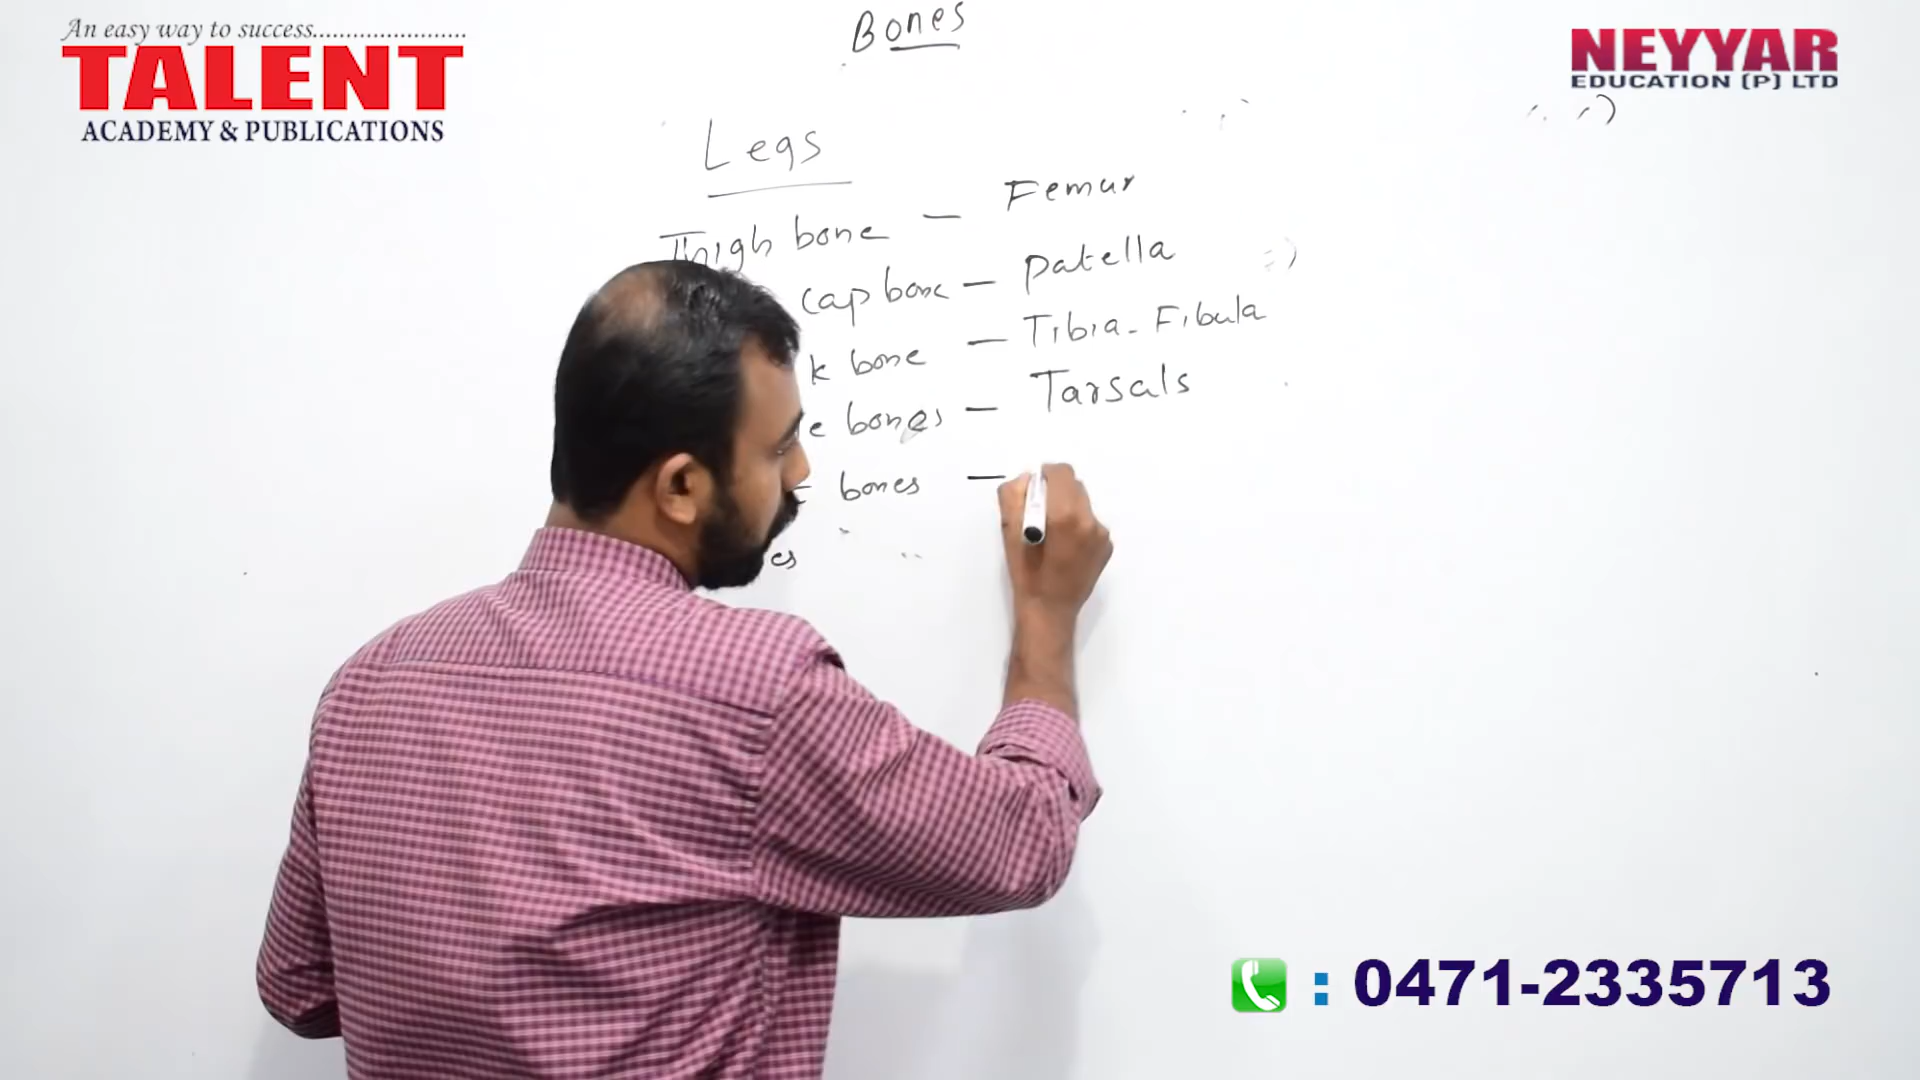 An easy way to success.......................
TALENT
ACADEMY & PUBLICATIONS
NEYYAR
EDUCATION (P) LTD
Bones
Legs
Thigh bone — Femur
cap bone — Patella
k bone — Tibia - Fibula
e bones — Tarsals
bones —
es
: 0471-2335713